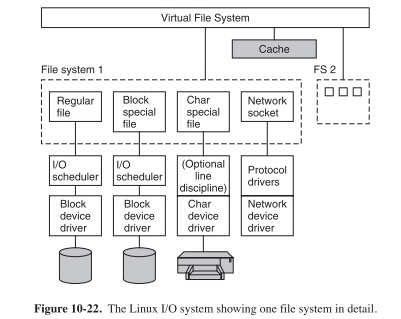 Virtual File System
Cache
File system 1
FS 2
Regular
file
Block
special
file
Char
special
file
Network
socket
I/O
scheduler
I/O
scheduler
(Optional
line
discipline)
Protocol
drivers
Block
device
driver
Block
device
driver
Char
device
driver
Network
device
driver
Figure 10-22. The Linux I/O system showing one file system in detail.